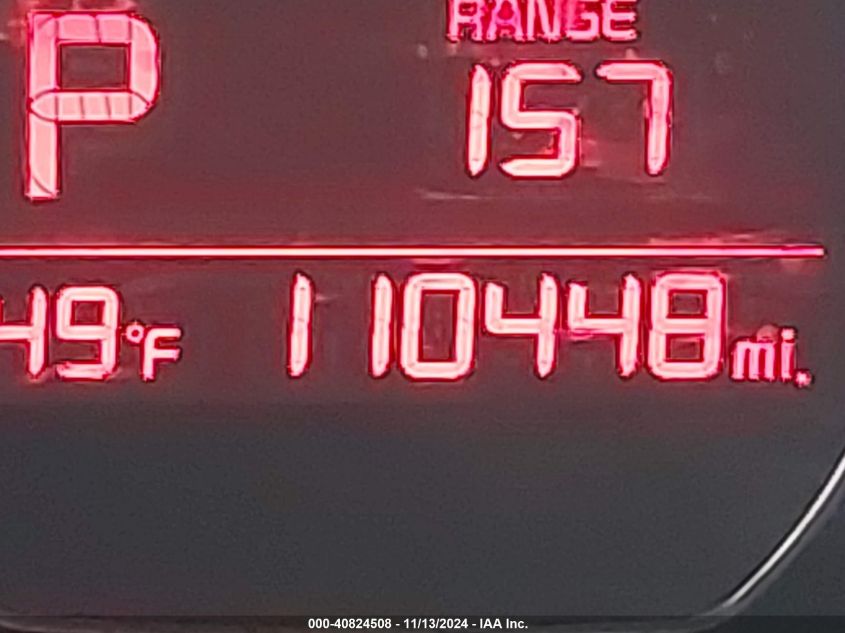 P
RANGE
157
49°F
110448 mi.
000-40824508 - 11/13/2024 - IAA Inc.